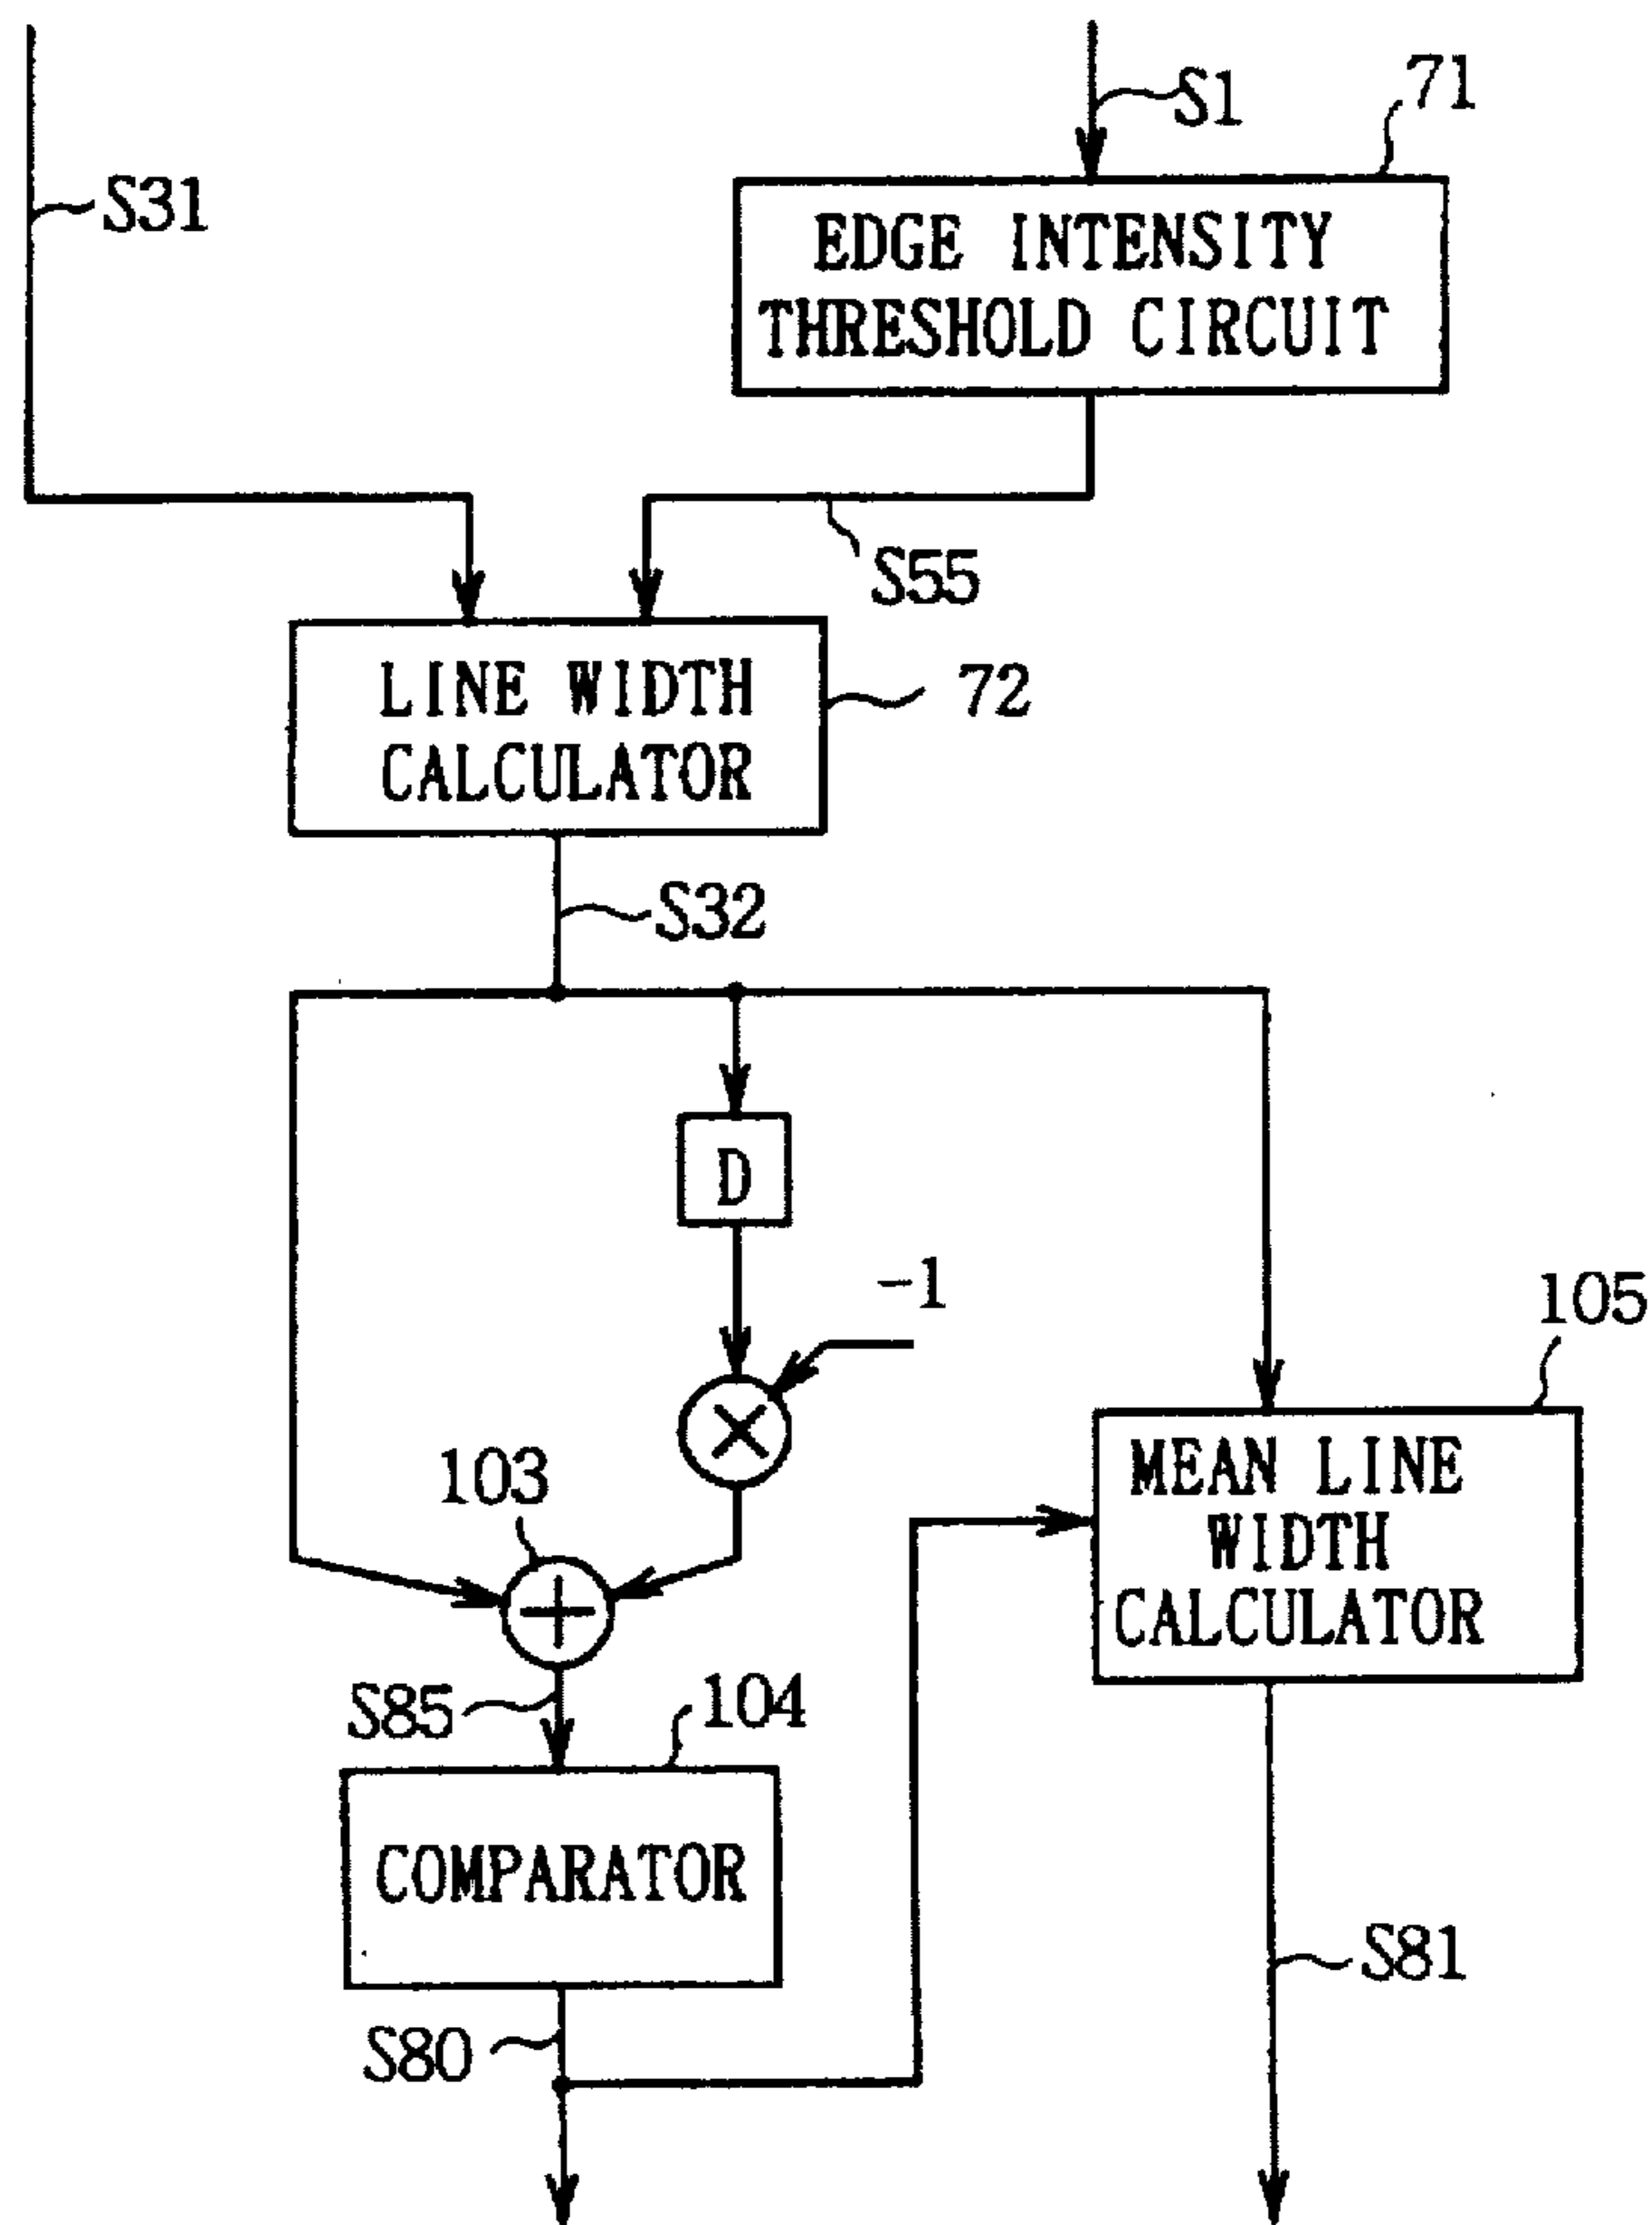 S1
71
S31
EDGE INTENSITY
THRESHOLD CIRCUIT
S55
LINE WIDTH
CALCULATOR
72
S32
D
-1
105
103
MEAN LINE
WIDTH
CALCULATOR
S85
104
COMPARATOR
S81
S80